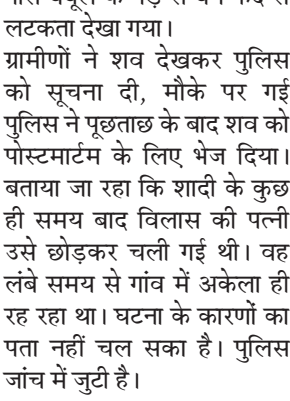 लटकता देखा गया।
ग्रामीणों ने शव देखकर पुलिस
को सूचना दी, मौके पर गई
पुलिस ने पूछताछ के बाद शव को
पोस्टमार्टम के लिए भेज दिया।
बताया जा रहा कि शादी के कुछ
ही समय बाद विलास की पत्नी
उसे छोड़कर चली गई थी। वह
लंबे समय से गांव में अकेला ही
रह रहा था। घटना के कारणों का
पता नहीं चल सका है। पुलिस
जांच में जुटी है।